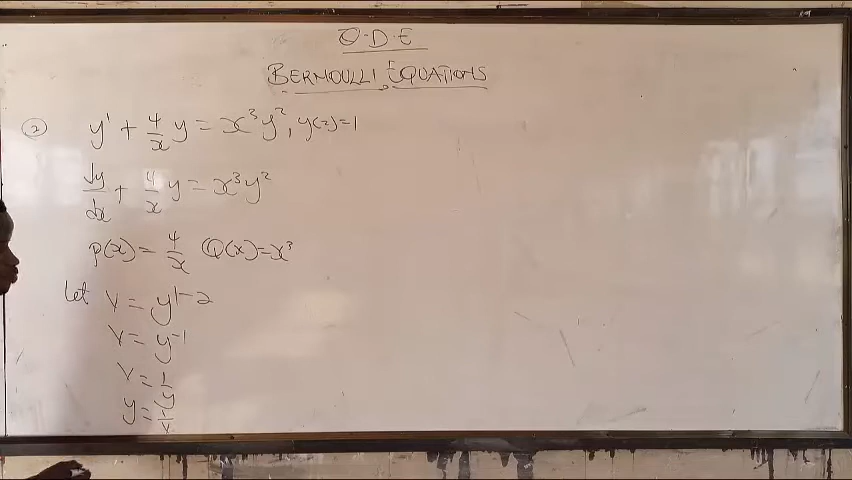 O.D.E
BERNOULLI EQUATIONS
② y' + 4/x y = x³y², y(2)=1
dy/dx + 4/x y = x³y²
p(x) = 4/x Q(x)=x³
Let v = y^1-2
v = y^-1
v = 1/y
y = 1/v